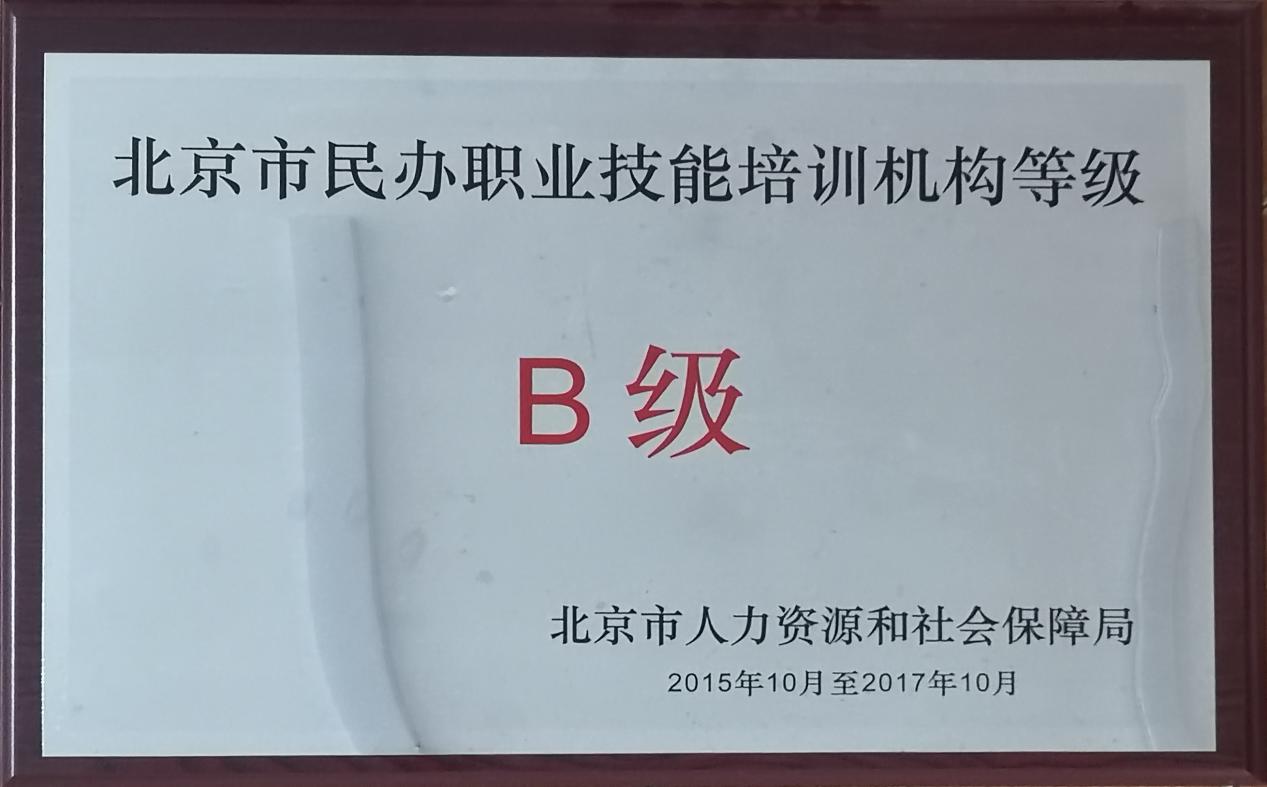 北京市民办职业技能培训机构等级
B级
北京市人力资源和社会保障局
2015年10月至2017年10月